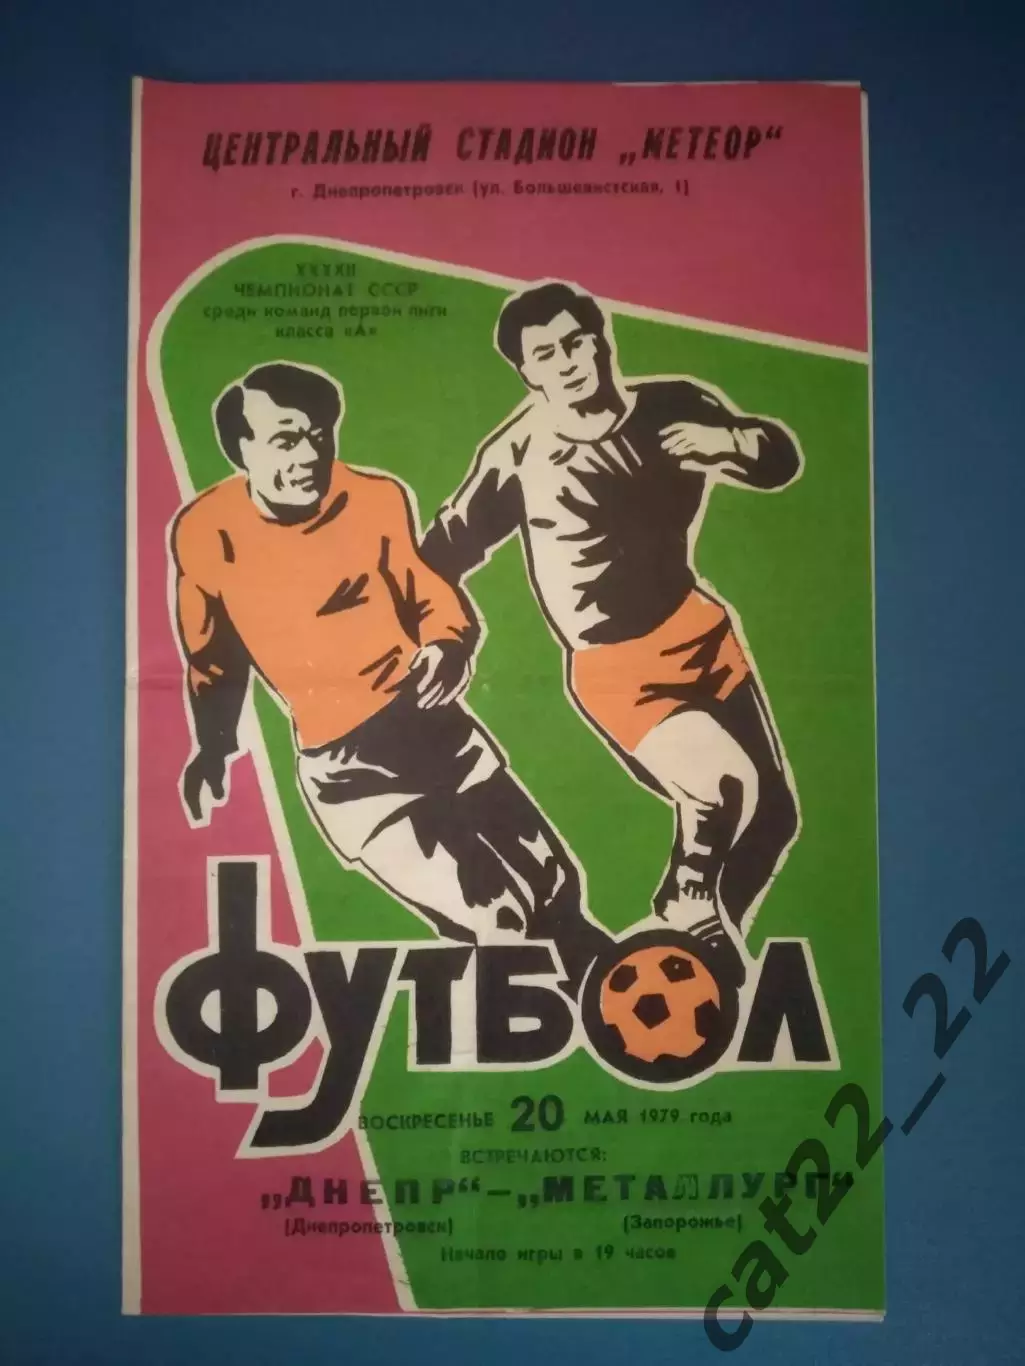 ЦЕНТРАЛЬНЫЙ СТАДИОН „МЕТЕОР“
г. Днепропетровск (ул. Большевистская, 1)
XXXXII
ЧЕМПИОНАТ СССР
среди команд первой лиги
класса «А»
ФУТБОЛ
ВОСКРЕСЕНЬЕ 20 МАЯ 1979 года
ВСТРЕЧАЮТСЯ:
„ДНЕПР“ — „МЕТАЛЛУРГ“
(Днепропетровск) (Запорожье)
Начало игры в 19 часов
cat22_22